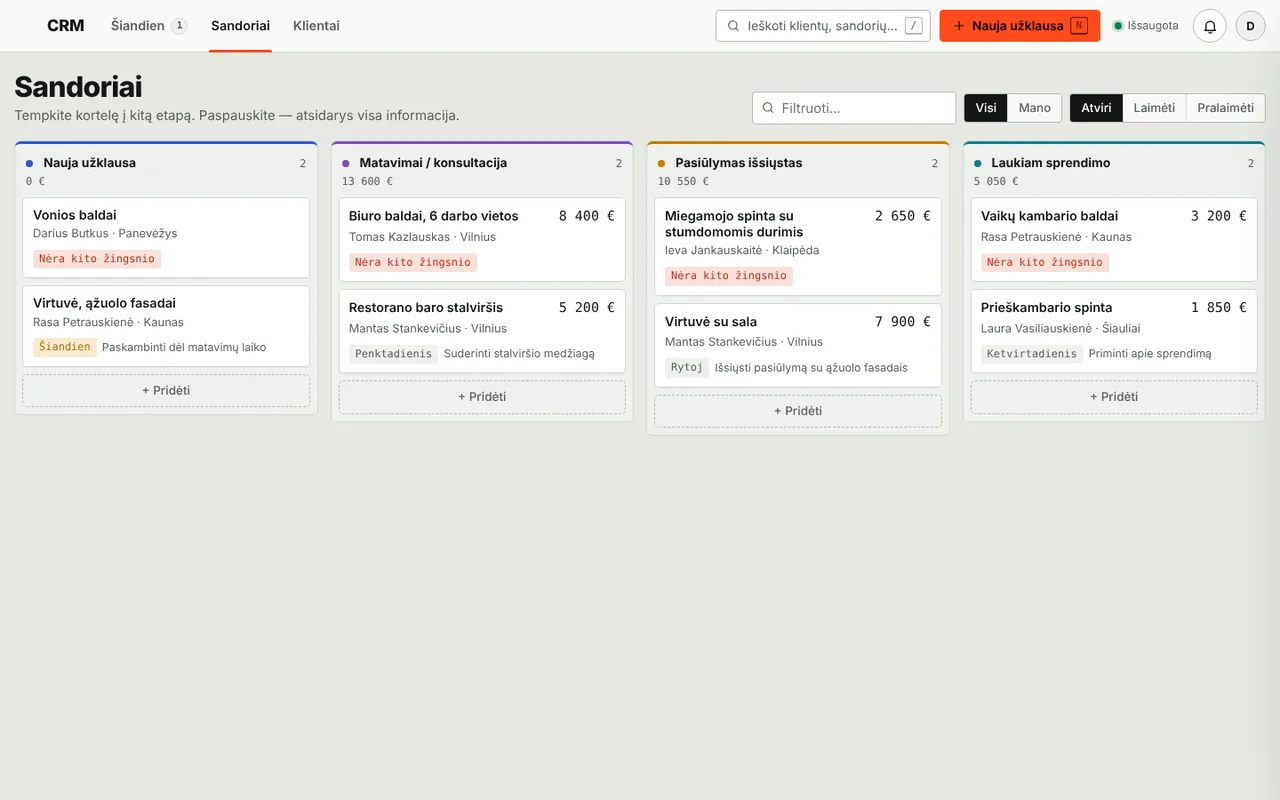 CRM
Šiandien 1
Sandoriai
Klientai
Ieškoti klientų, sandorių... /
+ Nauja užklausa N
Išsaugota
D
Sandoriai
Tempkite kortelę į kitą etapą. Paspauskite — atsidarys visa informacija.
Filtruoti...
Visi
Mano
Atviri
Laimėti
Pralaimėti
Nauja užklausa 2
0 €
Vonios baldai
Darius Butkus · Panevėžys
Nėra kito žingsnio
Virtuvė, ąžuolo fasadai
Rasa Petrauskienė · Kaunas
Šiandien Paskambinti dėl matavimų laiko
+ Pridėti
Matavimai / konsultacija 2
13 600 €
Biuro baldai, 6 darbo vietos 8 400 €
Tomas Kazlauskas · Vilnius
Nėra kito žingsnio
Restorano baro stalviršis 5 200 €
Mantas Stankevičius · Vilnius
Penktadienis Suderinti stalviršio medžiagą
+ Pridėti
Pasiūlymas išsiųstas 2
10 550 €
Miegamojo spinta su 2 650 €
stumdomomis durimis
Ieva Jankauskaitė · Klaipėda
Nėra kito žingsnio
Virtuvė su sala 7 900 €
Mantas Stankevičius · Vilnius
Rytoj Išsiųsti pasiūlymą su ąžuolo fasadais
+ Pridėti
Laukiam sprendimo 2
5 050 €
Vaikų kambario baldai 3 200 €
Rasa Petrauskienė · Kaunas
Nėra kito žingsnio
Prieškambario spinta 1 850 €
Laura Vasiliauskienė · Šiauliai
Ketvirtadienis Priminti apie sprendimą
+ Pridėti